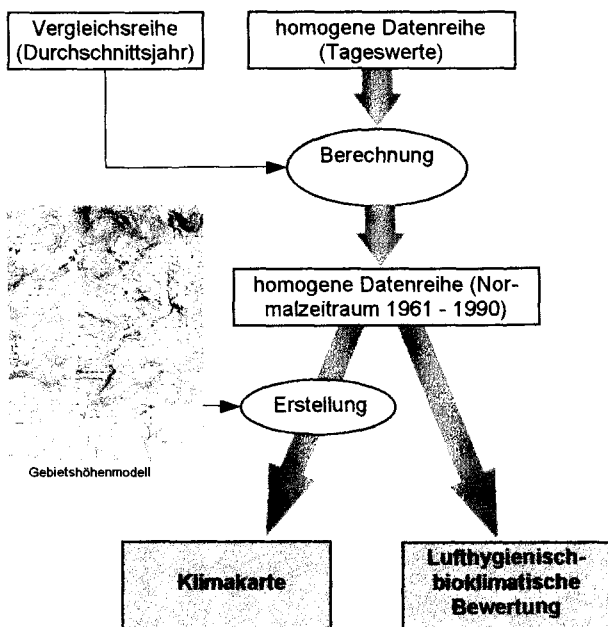 Vergleichsreihe
(Durchschnittsjahr)
homogene Datenreihe
(Tageswerte)
Berechnung
homogene Datenreihe (Nor-
malzeitraum 1961 - 1990)
Erstellung
Gebietshöhenmodell
Klimakarte
Lufthygienisch-
bioklimatische
Bewertung